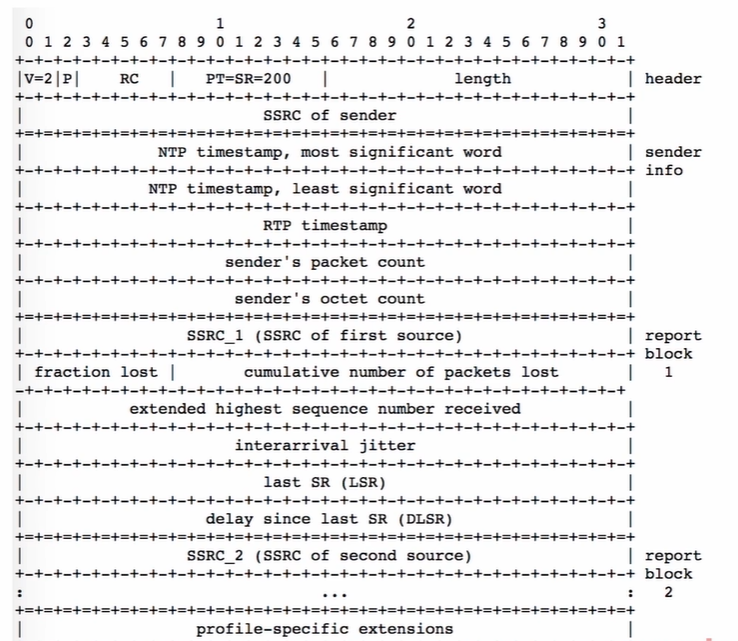 0                   1                   2                   3
 0 1 2 3 4 5 6 7 8 9 0 1 2 3 4 5 6 7 8 9 0 1 2 3 4 5 6 7 8 9 0 1
+-+-+-+-+-+-+-+-+-+-+-+-+-+-+-+-+-+-+-+-+-+-+-+-+-+-+-+-+-+-+-+-+
|V=2|P|    RC   |   PT=SR=200   |             length            | header
+-+-+-+-+-+-+-+-+-+-+-+-+-+-+-+-+-+-+-+-+-+-+-+-+-+-+-+-+-+-+-+-+
|                         SSRC of sender                        |
+=+=+=+=+=+=+=+=+=+=+=+=+=+=+=+=+=+=+=+=+=+=+=+=+=+=+=+=+=+=+=+=+
|              NTP timestamp, most significant word             | sender
+-+-+-+-+-+-+-+-+-+-+-+-+-+-+-+-+-+-+-+-+-+-+-+-+-+-+-+-+-+-+-+-+ info
|             NTP timestamp, least significant word             |
+-+-+-+-+-+-+-+-+-+-+-+-+-+-+-+-+-+-+-+-+-+-+-+-+-+-+-+-+-+-+-+-+
|                         RTP timestamp                         |
+-+-+-+-+-+-+-+-+-+-+-+-+-+-+-+-+-+-+-+-+-+-+-+-+-+-+-+-+-+-+-+-+
|                     sender's packet count                     |
+-+-+-+-+-+-+-+-+-+-+-+-+-+-+-+-+-+-+-+-+-+-+-+-+-+-+-+-+-+-+-+-+
|                      sender's octet count                     |
+=+=+=+=+=+=+=+=+=+=+=+=+=+=+=+=+=+=+=+=+=+=+=+=+=+=+=+=+=+=+=+=+
|                 SSRC_1 (SSRC of first source)                 | report
+-+-+-+-+-+-+-+-+-+-+-+-+-+-+-+-+-+-+-+-+-+-+-+-+-+-+-+-+-+-+-+-+ block
| fraction lost |       cumulative number of packets lost       |   1
-+-+-+-+-+-+-+-+-+-+-+-+-+-+-+-+-+-+-+-+-+-+-+-+-+-+-+-+-+-+-+-+
|           extended highest sequence number received           |
+-+-+-+-+-+-+-+-+-+-+-+-+-+-+-+-+-+-+-+-+-+-+-+-+-+-+-+-+-+-+-+-+
|                      interarrival jitter                      |
+-+-+-+-+-+-+-+-+-+-+-+-+-+-+-+-+-+-+-+-+-+-+-+-+-+-+-+-+-+-+-+-+
|                         last SR (LSR)                         |
+-+-+-+-+-+-+-+-+-+-+-+-+-+-+-+-+-+-+-+-+-+-+-+-+-+-+-+-+-+-+-+-+
|                   delay since last SR (DLSR)                  |
+=+=+=+=+=+=+=+=+=+=+=+=+=+=+=+=+=+=+=+=+=+=+=+=+=+=+=+=+=+=+=+=+
|                 SSRC_2 (SSRC of second source)                | report
+-+-+-+-+-+-+-+-+-+-+-+-+-+-+-+-+-+-+-+-+-+-+-+-+-+-+-+-+-+-+-+-+ block
:                               ...                             :   2
+=+=+=+=+=+=+=+=+=+=+=+=+=+=+=+=+=+=+=+=+=+=+=+=+=+=+=+=+=+=+=+=+
|                  profile-specific extensions                  |